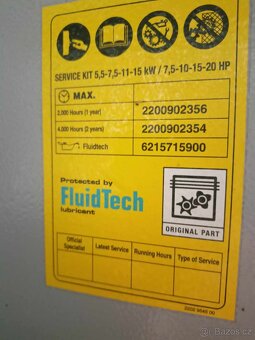 SERVICE KIT 5,5-7,5-11-15 kW / 7,5-10-15-20 HP
MAX.
2,000 Hours (1 year) 2200902356
4,000 Hours (2 years) 2200902354
Fluidtech 6215715900
Protected by
FluidTech
lubricant
ORIGINAL PART
Official Specialist Latest Service Running Hours Type of Service